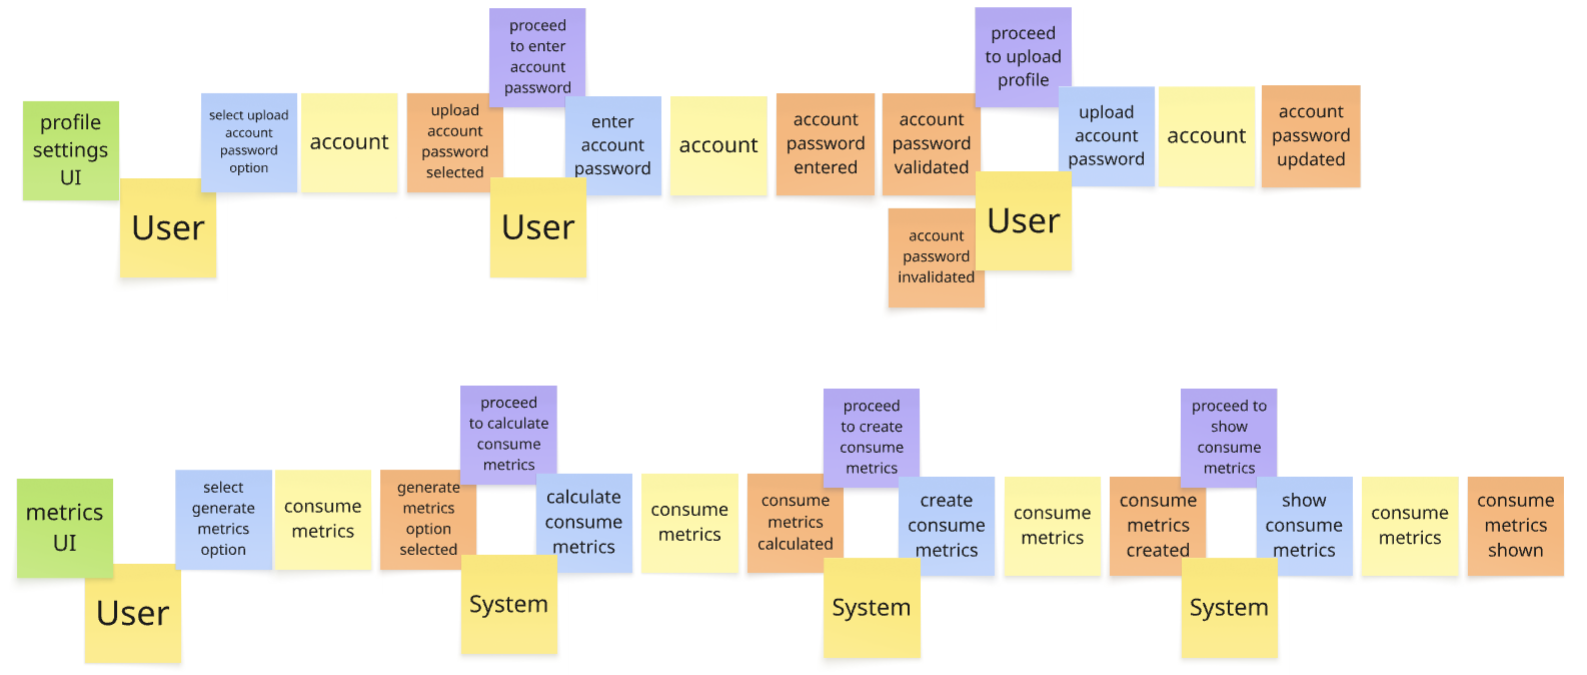 profile
settings
UI
User
select upload
account
password
option
account
upload
account
password
selected
proceed
to enter
account
password
User
enter
account
password
account
account
password
entered
account
password
validated
account
password
invalidated
proceed
to upload
profile
User
upload
account
password
account
account
password
updated
metrics
UI
User
select
generate
metrics
option
consume
metrics
generate
metrics
option
selected
proceed
to calculate
consume
metrics
System
calculate
consume
metrics
consume
metrics
consume
metrics
calculated
proceed
to create
consume
metrics
System
create
consume
metrics
consume
metrics
consume
metrics
created
proceed to
show
consume
metrics
System
show
consume
metrics
consume
metrics
consume
metrics
shown